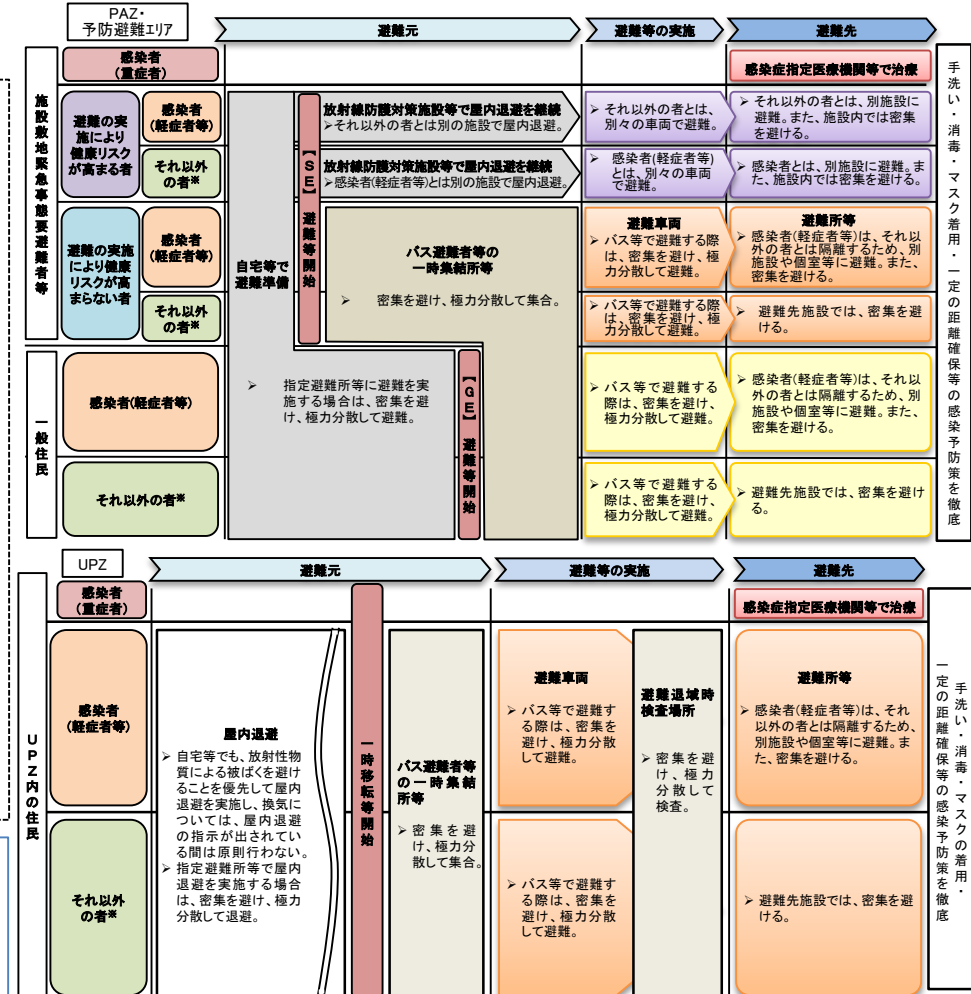 PAZ・
予防避難エリア
避難元
避難等の実施
避難先
感染者
(重症者)
感染症指定医療機関等で治療
施設敷地緊急事態要避難者等
避難の実
施により
健康リスク
が高まる者
感染者
(軽症者等)
それ以外
の者※
自宅等で
避難準備
【SE】避難等開始
放射線防護対策施設等で屋内退避を継続
➢それ以外の者とは別の施設で屋内退避。
➢ それ以外の者とは、
別々の車両で避難。
➢ それ以外の者とは、別施設に
避難。また、施設内では密集
を避ける。
放射線防護対策施設等で屋内退避を継続
➢感染者(軽症者等)とは別の施設で屋内退避。
➢ 感染者(軽症者等)
とは、別々の車両
で避難。
➢ 感染者とは、別施設に避難。ま
た、施設内では密集を避ける。
避難の実施
により健康
リスクが高
まらない者
感染者
(軽症者等)
それ以外
の者※
バス避難者等の
一時集結所等
➢ 密集を避け、極力分散して集合。
避難車両
➢ バス等で避難する際
は、密集を避け、極
力分散して避難。
避難所等
➢ 感染者(軽症者等)は、それ以
外の者とは隔離するため、別
施設や個室等に避難。また、
密集を避ける。
➢ バス等で避難する際
は、密集を避け、極
力分散して避難。
➢ 避難先施設では、密集を避
ける。
一般住民
感染者(軽症者等)
それ以外の者※
➢ 指定避難所等に避難を実
施する場合は、密集を避
け、極力分散して避難。
【GE】避難等開始
➢ バス等で避難する
際は、密集を避け、
極力分散して避難。
➢ 感染者(軽症者等)は、それ以
外の者とは隔離するため、別
施設や個室等に避難。また、
密集を避ける。
➢ バス等で避難する
際は、密集を避け、
極力分散して避難。
➢ 避難先施設では、密集を避け
る。
手洗い・消毒・マスク着用・一定の距離確保等の感染予防策を徹底
UPZ
避難元
避難等の実施
避難先
感染者
(重症者)
感染症指定医療機関等で治療
UPZ内の住民
感染者
(軽症者等)
それ以外
の者※
屋内退避
➢ 自宅等でも、放射性物
質による被ばくを避け
ることを優先して屋内
退避を実施し、換気に
ついては、屋内退避
の指示が出されてい
る間は原則行わない。
➢ 指定避難所等で屋内
退避を実施する場合
は、密集を避け、極力
分散して退避。
一時移転等開始
バス避難者等
の一時集結
所等
➢ 密集を避
け、極力分
散して集合。
避難車両
➢ バス等で避難す
る際は、密集を
避け、極力分散
して避難。
➢ バス等で避難す
る際は、密集を
避け、極力分散
して避難。
避難退域時
検査場所
➢ 密集を避
け、極力
分散して
検査。
避難所等
➢ 感染者(軽症者等)は、それ
以外の者とは隔離するため、
別施設や個室等に避難。ま
た、密集を避ける。
➢ 避難先施設では、密集を避
ける。
手洗い・消毒・マスクの着用・
一定の距離確保等の感染予防策を徹底